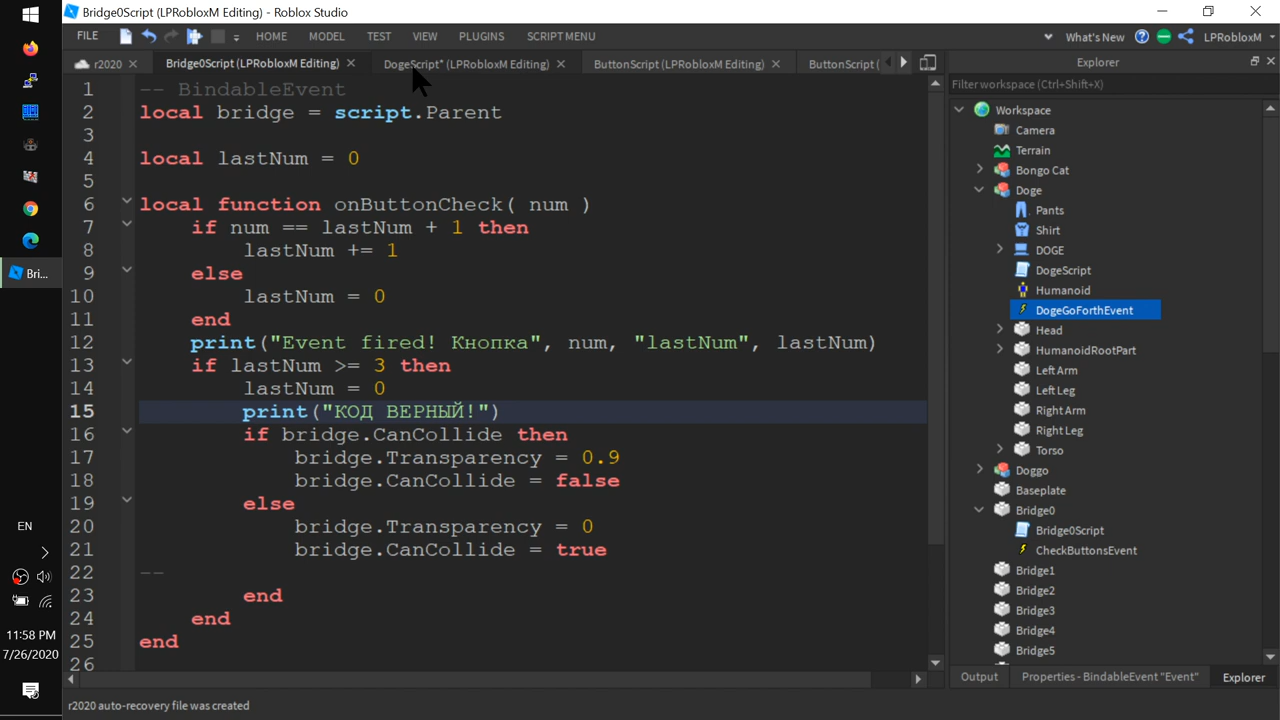 Bridge0Script (LPRobloxM Editing) - Roblox Studio
FILE HOME MODEL TEST VIEW PLUGINS SCRIPT MENU What's New LPRobloxM
r2020 Bridge0Script (LPRobloxM Editing) DogeScript* (LPRobloxM Editing) ButtonScript (LPRobloxM Editing) ButtonScript (
1 -- BindableEvent
2 local bridge = script.Parent
3
4 local lastNum = 0
5
6 local function onButtonCheck( num )
7 if num == lastNum + 1 then
8 lastNum += 1
9 else
10 lastNum = 0
11 end
12 print("Event fired! Кнопка", num, "lastNum", lastNum)
13 if lastNum >= 3 then
14 lastNum = 0
15 print("КОД ВЕРНЫЙ!")
16 if bridge.CanCollide then
17 bridge.Transparency = 0.9
18 bridge.CanCollide = false
19 else
20 bridge.Transparency = 0
21 bridge.CanCollide = true
22 --
23 end
24 end
25 end
26
Explorer
Filter workspace (Ctrl+Shift+X)
Workspace
Camera
Terrain
Bongo Cat
Doge
Pants
Shirt
DOGE
DogeScript
Humanoid
DogeGoForthEvent
Head
HumanoidRootPart
Left Arm
Left Leg
Right Arm
Right Leg
Torso
Doggo
Baseplate
Bridge0
Bridge0Script
CheckButtonsEvent
Bridge1
Bridge2
Bridge3
Bridge4
Bridge5
Output Properties - BindableEvent "Event" Explorer
r2020 auto-recovery file was created
Bri...
EN
11:58 PM
7/26/2020